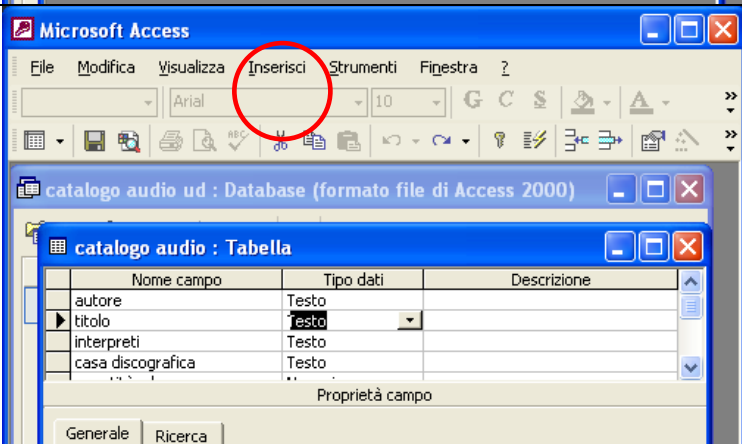 Microsoft Access
File Modifica Visualizza Inserisci Strumenti Finestra ?
Arial 10 G C S A
ABC
catalogo audio ud : Database (formato file di Access 2000)
catalogo audio : Tabella
Nome campo Tipo dati Descrizione
autore Testo
titolo Testo
interpreti Testo
casa discografica Testo
Proprietà campo
Generale Ricerca